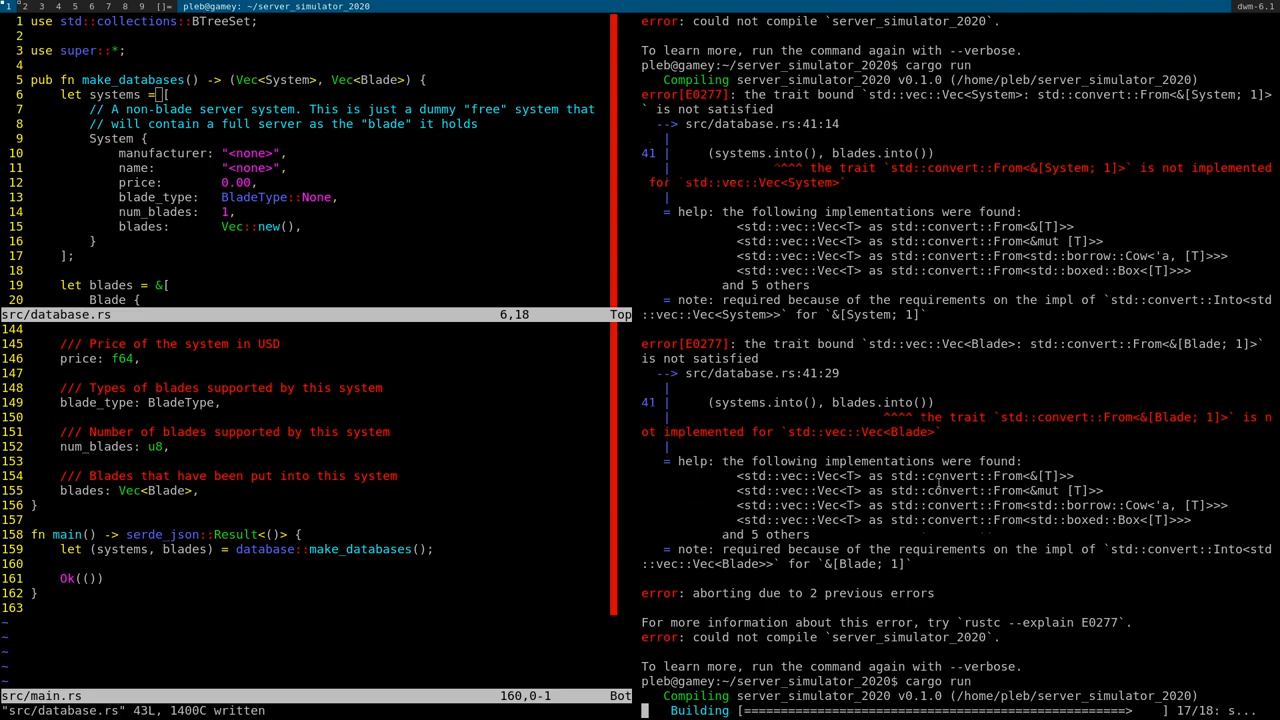 1 2 3 4 5 6 7 8 9 []= pleb@gamey: ~/server_simulator_2020 dwm-6.1
1 use std::collections::BTreeSet;
2
3 use super::*;
4
5 pub fn make_databases() -> (Vec<System>, Vec<Blade>) {
6     let systems = [
7         // A non-blade server system. This is just a dummy "free" system that
8         // will contain a full server as the "blade" it holds
9         System {
10             manufacturer: "<none>",
11             name:         "<none>",
12             price:        0.00,
13             blade_type:   BladeType::None,
14             num_blades:   1,
15             blades:       Vec::new(),
16         }
17     ];
18
19     let blades = &[
20         Blade {
src/database.rs 6,18 Top
144
145     /// Price of the system in USD
146     price: f64,
147
148     /// Types of blades supported by this system
149     blade_type: BladeType,
150
151     /// Number of blades supported by this system
152     num_blades: u8,
153
154     /// Blades that have been put into this system
155     blades: Vec<Blade>,
156 }
157
158 fn main() -> serde_json::Result<()> {
159     let (systems, blades) = database::make_databases();
160
161     Ok(())
162 }
163
~
~
~
~
~
src/main.rs 160,0-1 Bot
"src/database.rs" 43L, 1400C written
error: could not compile `server_simulator_2020`.

To learn more, run the command again with --verbose.
pleb@gamey:~/server_simulator_2020$ cargo run
   Compiling server_simulator_2020 v0.1.0 (/home/pleb/server_simulator_2020)
error[E0277]: the trait bound `std::vec::Vec<System>: std::convert::From<&[System; 1]>
` is not satisfied
  --> src/database.rs:41:14
   |
41 |     (systems.into(), blades.into())
   |              ^^^^ the trait `std::convert::From<&[System; 1]>` is not implemented
 for `std::vec::Vec<System>`
   |
   = help: the following implementations were found:
             <std::vec::Vec<T> as std::convert::From<&[T]>>
             <std::vec::Vec<T> as std::convert::From<&mut [T]>>
             <std::vec::Vec<T> as std::convert::From<std::borrow::Cow<'a, [T]>>>
             <std::vec::Vec<T> as std::convert::From<std::boxed::Box<[T]>>>
           and 5 others
   = note: required because of the requirements on the impl of `std::convert::Into<std
::vec::Vec<System>>` for `&[System; 1]`

error[E0277]: the trait bound `std::vec::Vec<Blade>: std::convert::From<&[Blade; 1]>`
is not satisfied
  --> src/database.rs:41:29
   |
41 |     (systems.into(), blades.into())
   |                             ^^^^ the trait `std::convert::From<&[Blade; 1]>` is n
ot implemented for `std::vec::Vec<Blade>`
   |
   = help: the following implementations were found:
             <std::vec::Vec<T> as std::convert::From<&[T]>>
             <std::vec::Vec<T> as std::convert::From<&mut [T]>>
             <std::vec::Vec<T> as std::convert::From<std::borrow::Cow<'a, [T]>>>
             <std::vec::Vec<T> as std::convert::From<std::boxed::Box<[T]>>>
           and 5 others
   = note: required because of the requirements on the impl of `std::convert::Into<std
::vec::Vec<Blade>>` for `&[Blade; 1]`

error: aborting due to 2 previous errors

For more information about this error, try `rustc --explain E0277`.
error: could not compile `server_simulator_2020`.

To learn more, run the command again with --verbose.
pleb@gamey:~/server_simulator_2020$ cargo run
   Compiling server_simulator_2020 v0.1.0 (/home/pleb/server_simulator_2020)
    Building [====================================================>    ] 17/18: s...